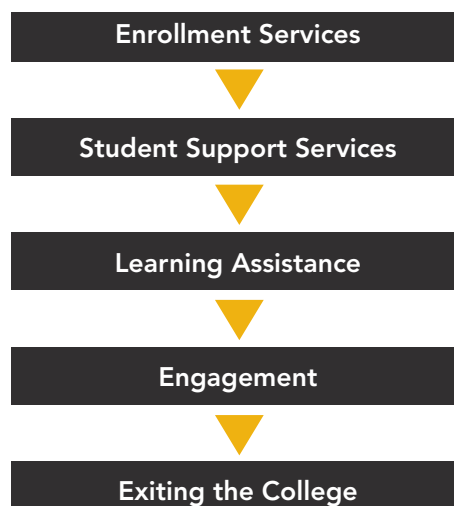 Enrollment Services
Student Support Services
Learning Assistance
Engagement
Exiting the College